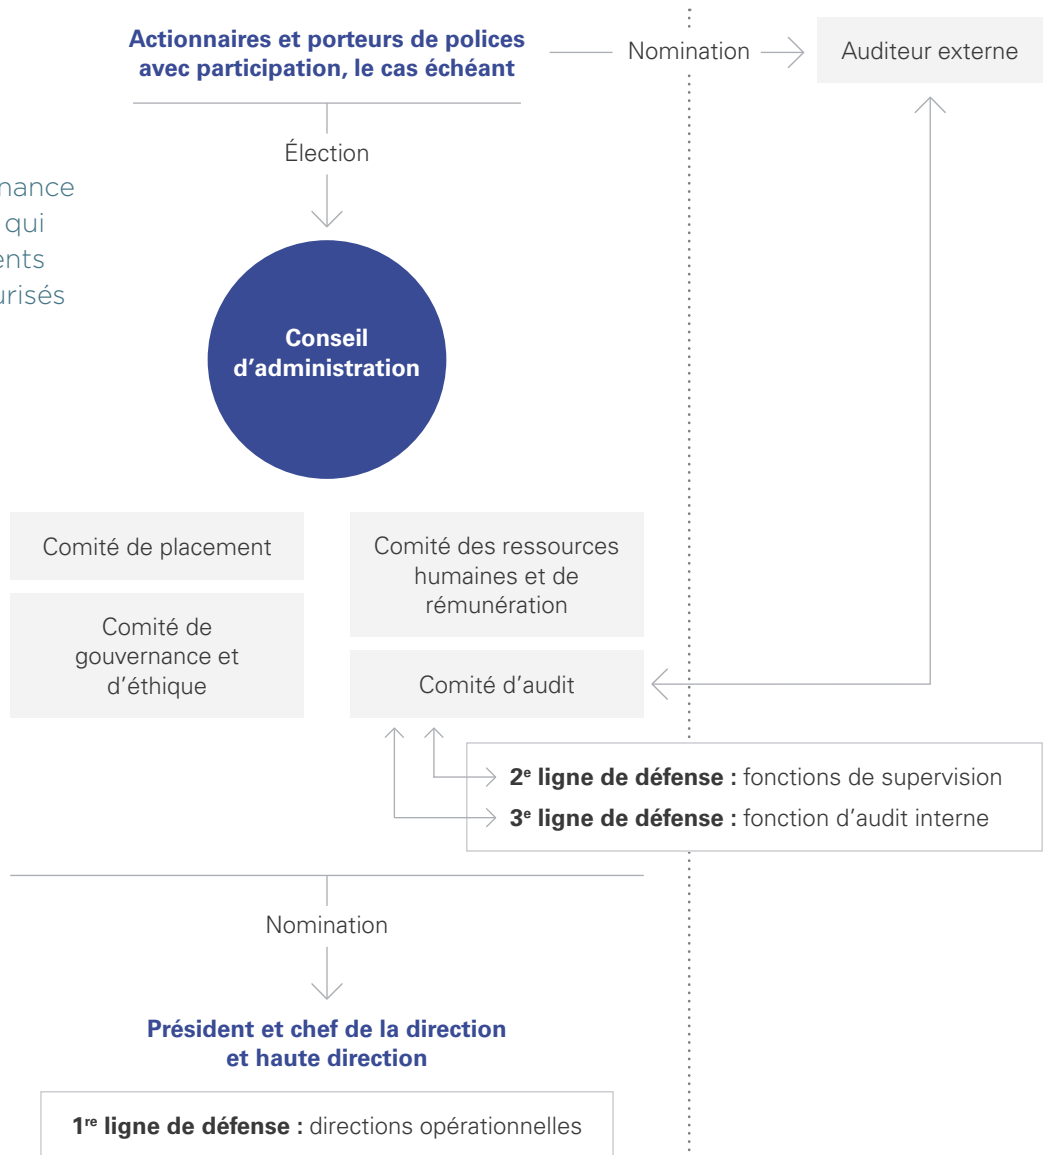 Actionnaires et porteurs de polices
avec participation, le cas échéant
Nomination
Auditeur externe
Élection
nance
qui
ents
urisés
Conseil
d’administration
Comité de placement
Comité des ressources
humaines et de
rémunération
Comité de
gouvernance et
d'éthique
Comité d’audit
2e ligne de défense : fonctions de supervision
3e ligne de défense : fonction d’audit interne
Nomination
Président et chef de la direction
et haute direction
1re ligne de défense : directions opérationnelles